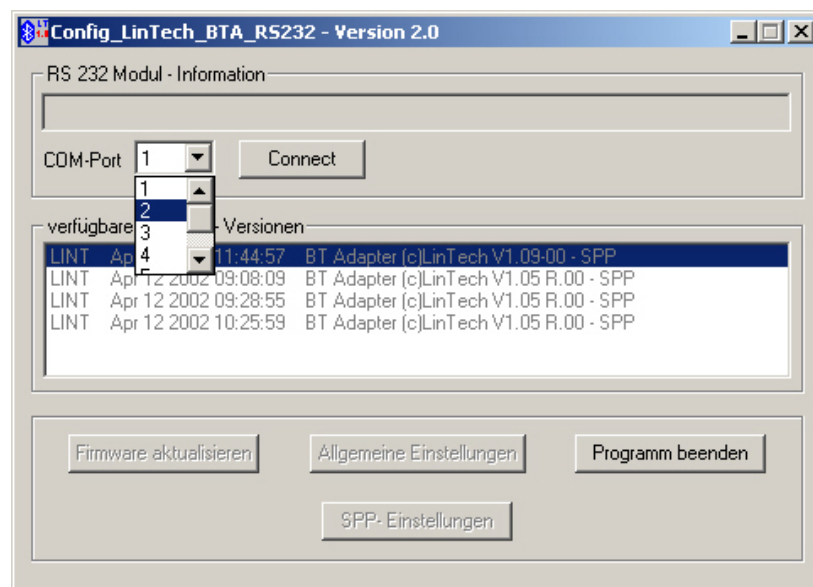 Config_LinTech_BTA_RS232 - Version 2.0
RS 232 Modul - Information
COM-Port 1 Connect
1
2
3
4
verfügbare - Versionen
LINT Ap 11:44:57 BT Adapter (c)LinTech V1.09-00 - SPP
LINT Apr 12 2002 09:08:09 BT Adapter (c)LinTech V1.05 R.00 - SPP
LINT Apr 12 2002 09:28:55 BT Adapter (c)LinTech V1.05 R.00 - SPP
LINT Apr 12 2002 10:25:59 BT Adapter (c)LinTech V1.05 R.00 - SPP
Firmware aktualisieren Allgemeine Einstellungen Programm beenden
SPP- Einstellungen